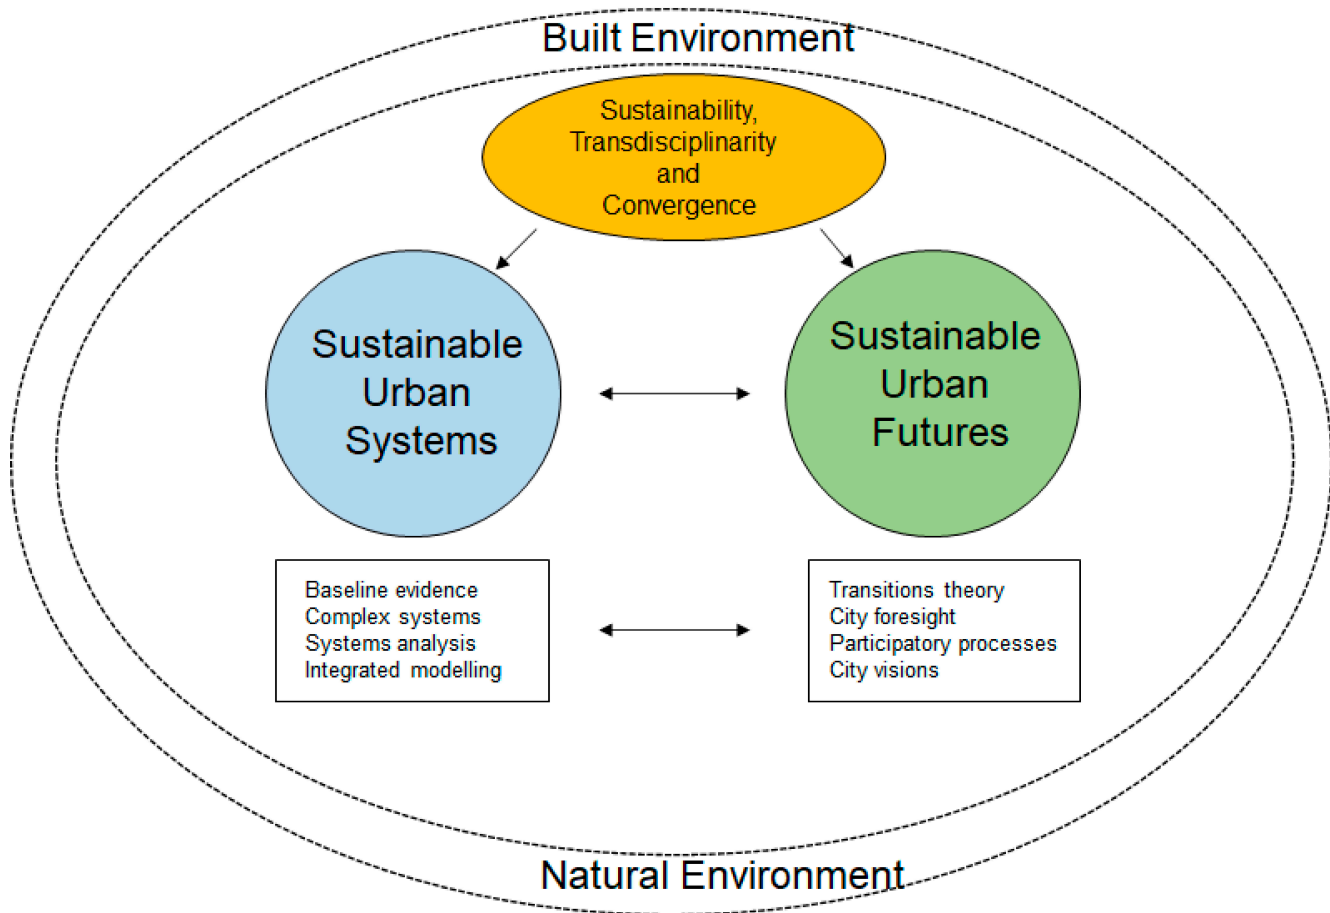 Built Environment
Sustainability,
Transdisciplinarity
and
Convergence
Sustainable
Urban
Systems
Sustainable
Urban
Futures
Baseline evidence
Complex systems
Systems analysis
Integrated modelling
Transitions theory
City foresight
Participatory processes
City visions
Natural Environment